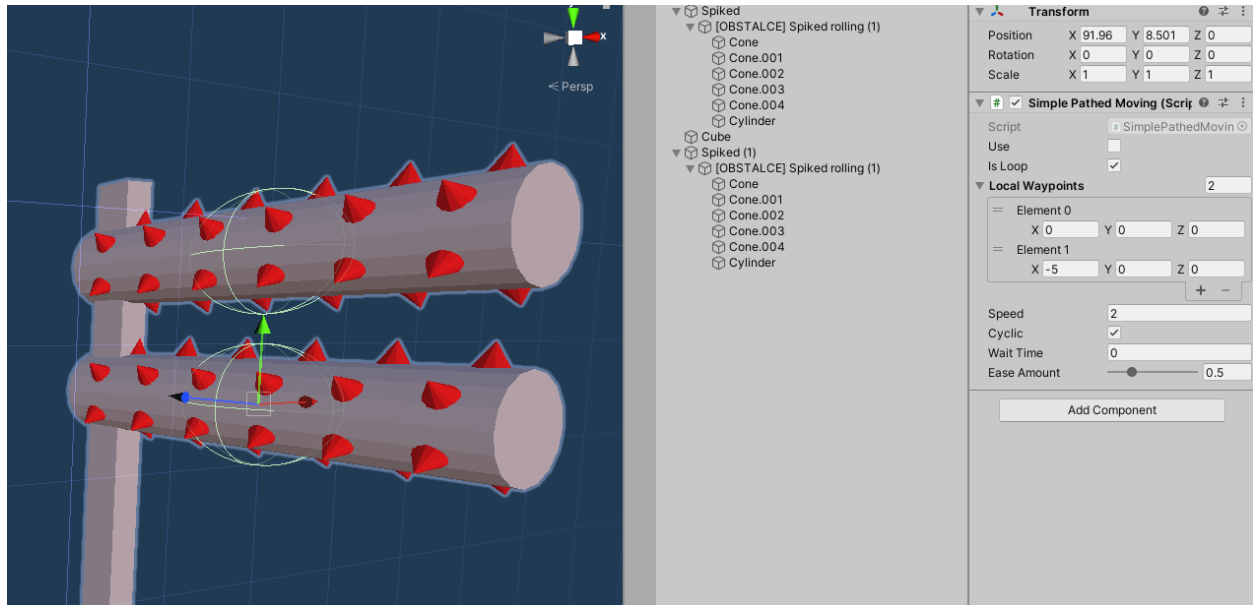 x
Persp
Spiked
[OBSTALCE] Spiked rolling (1)
Cone
Cone.001
Cone.002
Cone.003
Cone.004
Cylinder
Cube
Spiked (1)
[OBSTALCE] Spiked rolling (1)
Cone
Cone.001
Cone.002
Cone.003
Cone.004
Cylinder
Transform
Position X 91.96 Y 8.501 Z 0
Rotation X 0 Y 0 Z 0
Scale X 1 Y 1 Z 1
# Simple Pathed Moving (Scrip
Script # SimplePathedMovin
Use
Is Loop
Local Waypoints 2
Element 0
X 0 Y 0 Z 0
Element 1
X -5 Y 0 Z 0
+ −
Speed 2
Cyclic
Wait Time 0
Ease Amount 0.5
Add Component